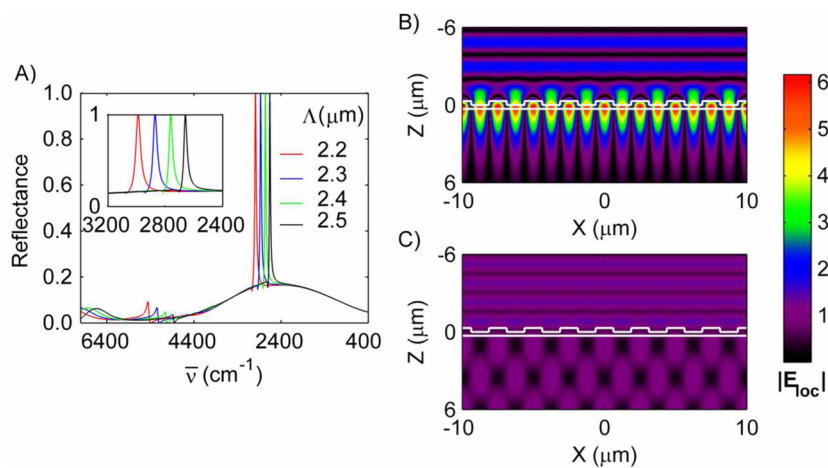 A)
1.0
0.8
0.6
0.4
0.2
0.0
Reflectance
6400 4400 2400 400
ν̅ (cm⁻¹)
1
0
3200 2800 2400
Λ(μm)
2.2
2.3
2.4
2.5
B)
-6
0
6
Z (μm)
-10 0 10
X (μm)
C)
-6
0
6
Z (μm)
-10 0 10
X (μm)
6
5
4
3
2
1
|E_loc|